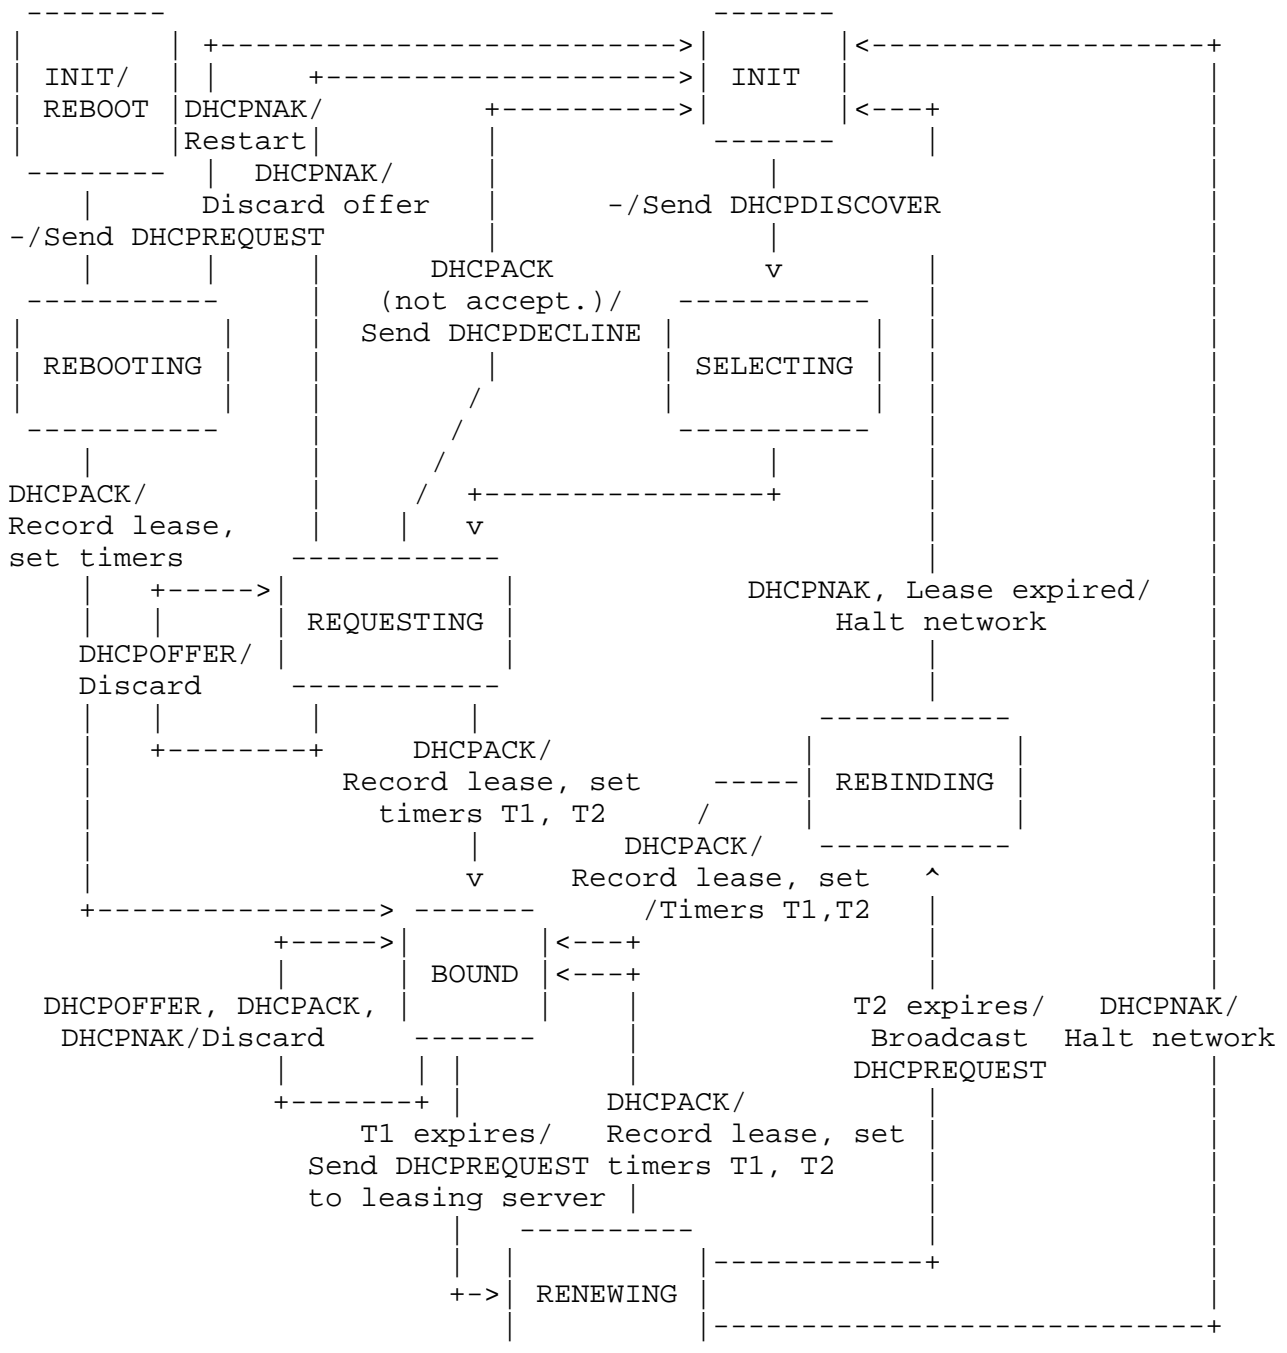 INIT/ INIT
REBOOT DHCPNAK/
Restart
DHCPNAK/
Discard offer -/Send DHCPDISCOVER
-/Send DHCPREQUEST
DHCPACK v
(not accept.)/
Send DHCPDECLINE
REBOOTING SELECTING
DHCPACK/
Record lease, v
set timers
DHCPNAK, Lease expired/
REQUESTING Halt network
DHCPOFFER/
Discard
DHCPACK/
Record lease, set REBINDING
timers T1, T2
DHCPACK/
v Record lease, set
/Timers T1,T2
BOUND
DHCPOFFER, DHCPACK, T2 expires/ DHCPNAK/
DHCPNAK/Discard Broadcast Halt network
DHCPREQUEST
DHCPACK/
T1 expires/ Record lease, set
Send DHCPREQUEST timers T1, T2
to leasing server
RENEWING